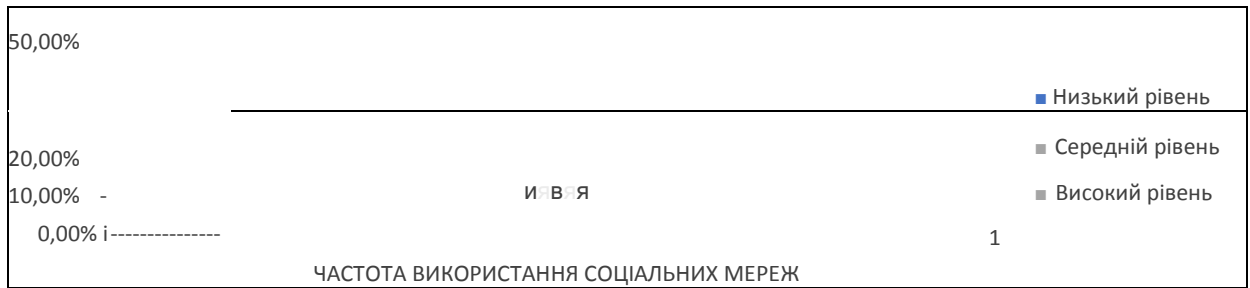 50,00%
Низький рівень
Середній рівень
20,00%
10,00% -
иявяя
Високий рівень
0,00% і---------------
1
ЧАСТОТА ВИКОРИСТАННЯ СОЦІАЛЬНИХ МЕРЕЖ